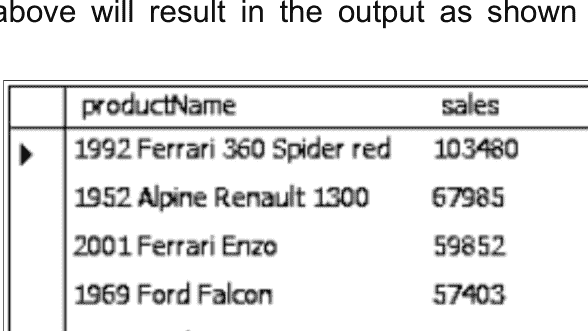 above will result in the output as shown
productName sales
1992 Ferrari 360 Spider red 103480
1952 Alpine Renault 1300 67985
2001 Ferrari Enzo 59852
1969 Ford Falcon 57403